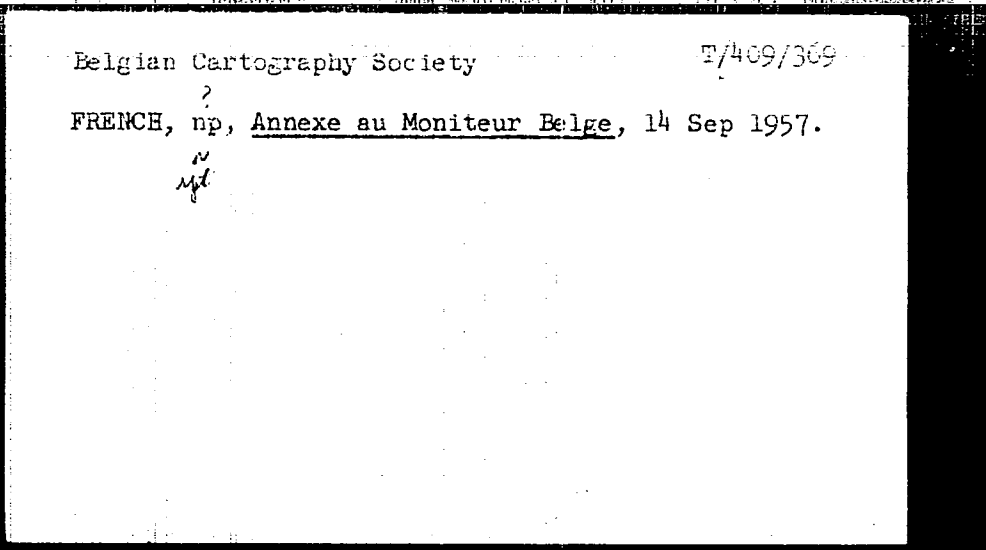 Belgian Cartography Society T/409/369
?
FRENCH, np, Annexe au Moniteur Belge, 14 Sep 1957.